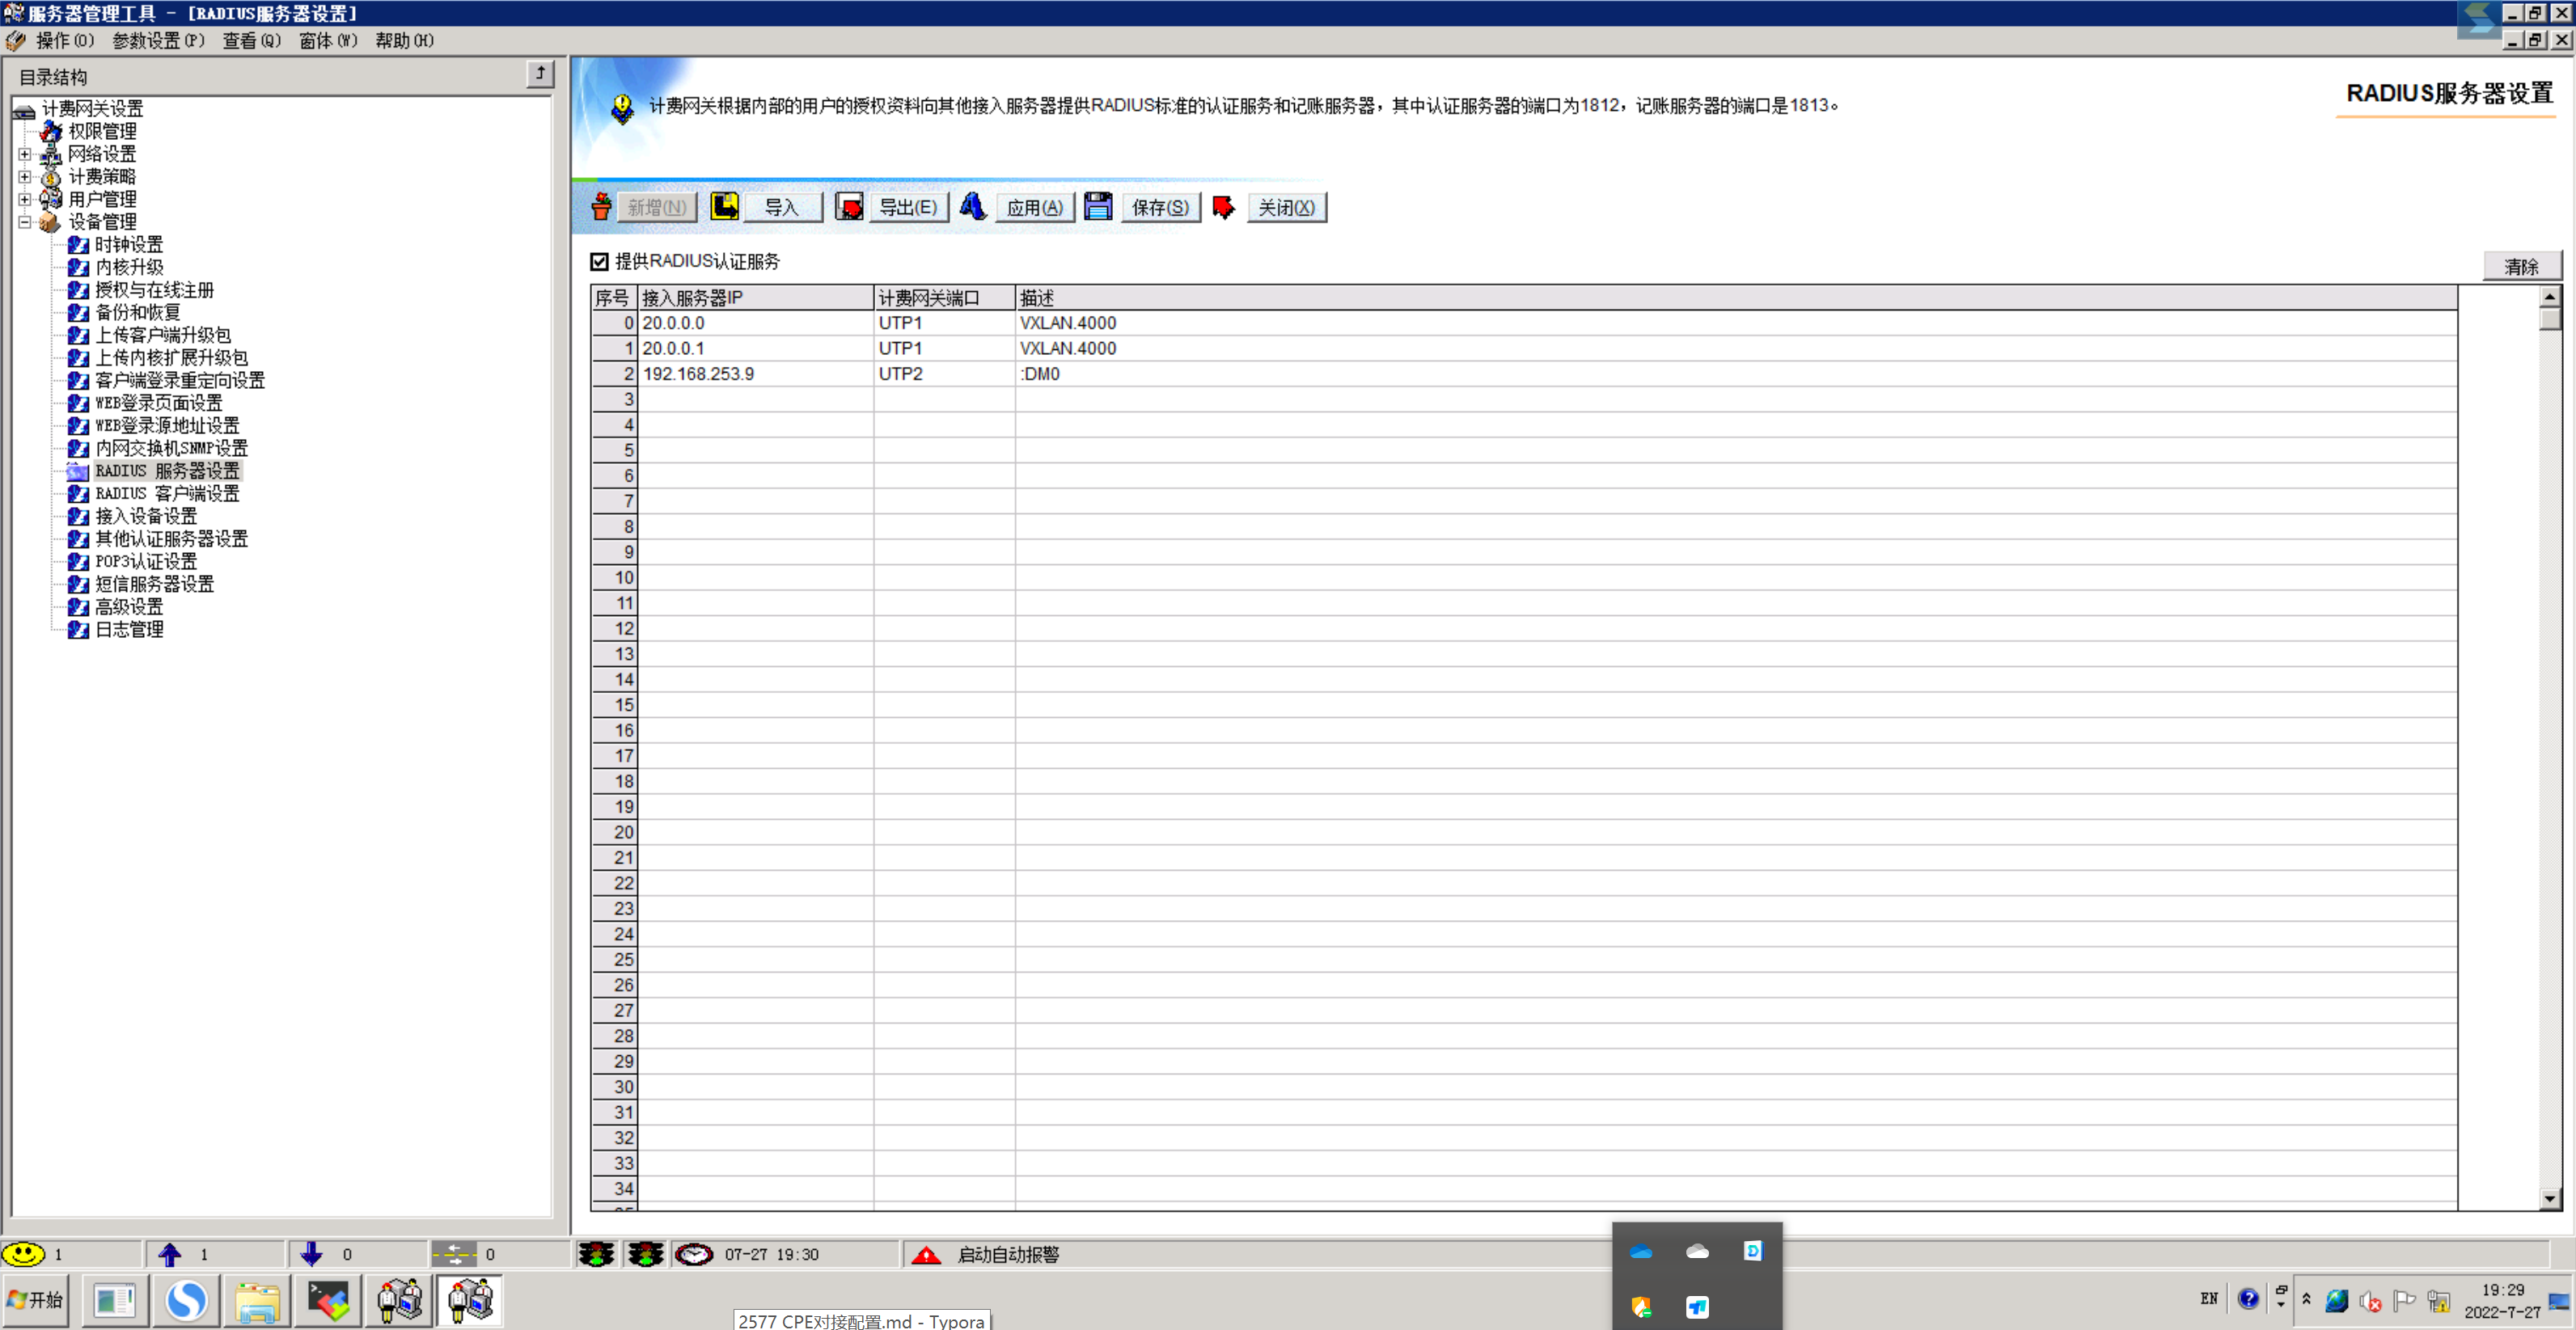 服务器管理工具 - [RADIUS服务器设置]
操作(O) 参数设置(P) 查看(Q) 窗体(W) 帮助(H)
目录结构
计费网关设置
权限管理
网络设置
计费策略
用户管理
设备管理
时钟设置
内核升级
授权与在线注册
备份和恢复
上传客户端升级包
上传内核扩展升级包
客户端登录重定向设置
WEB登录页面设置
WEB登录源地址设置
内网交换机SNMP设置
RADIUS 服务器设置
RADIUS 客户端设置
接入设备设置
其他认证服务器设置
POP3认证设置
短信服务器设置
高级设置
日志管理
计费网关根据内部的用户的授权资料向其他接入服务器提供RADIUS标准的认证服务和记账服务器，其中认证服务器的端口为1812，记账服务器的端口是1813。
RADIUS服务器设置
新增(N) 导入 导出(E) 应用(A) 保存(S) 关闭(X)
提供RADIUS认证服务
清除
序号 接入服务器IP 计费网关端口 描述
0 20.0.0.0 UTP1 VXLAN.4000
1 20.0.0.1 UTP1 VXLAN.4000
2 192.168.253.9 UTP2 :DM0
3
4
5
6
7
8
9
10
11
12
13
14
15
16
17
18
19
20
21
22
23
24
25
26
27
28
29
30
31
32
33
34
1 1 0 0 07-27 19:30 启动自动报警
开始
2577 CPE对接配置.md - Typora
EN
19:29
2022-7-27